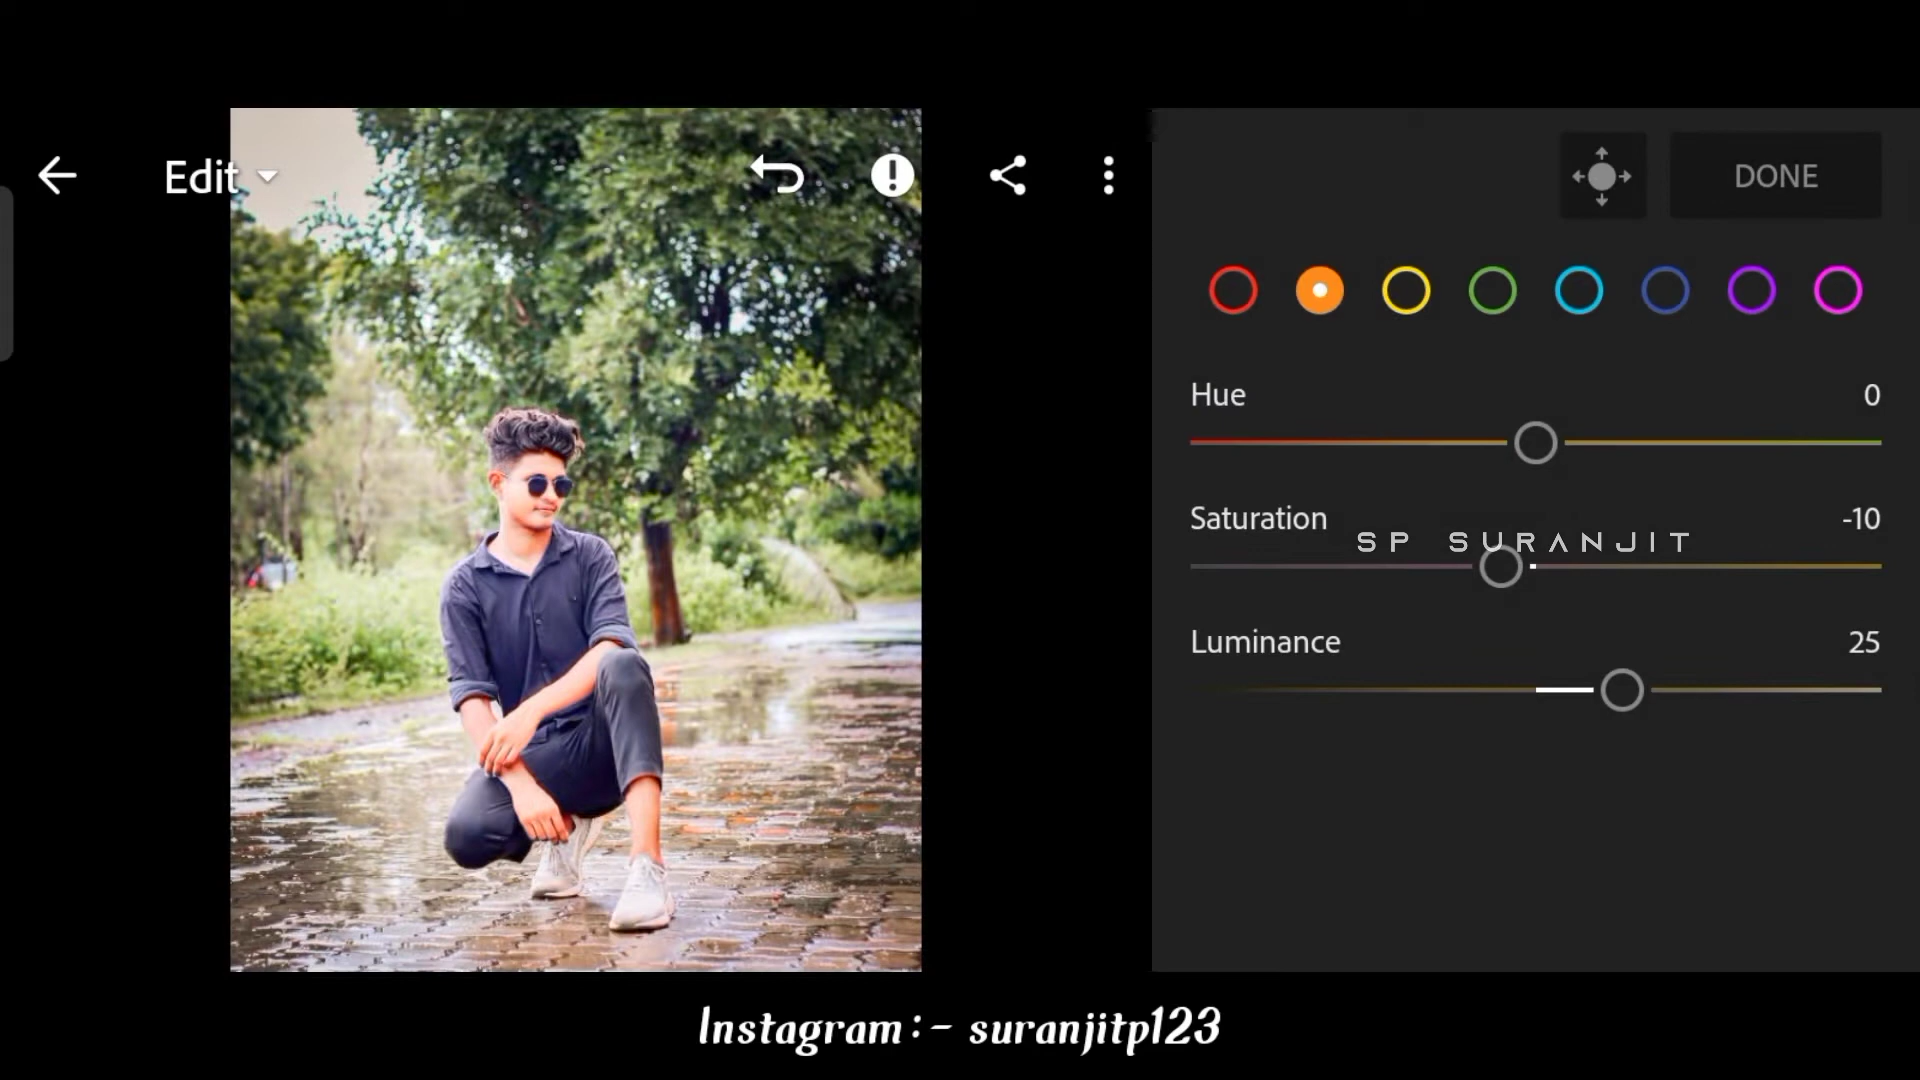 Edit
DONE
Hue 0
Saturation -10
SP SURANJIT
Luminance 25
Instagram:- suranjitp123